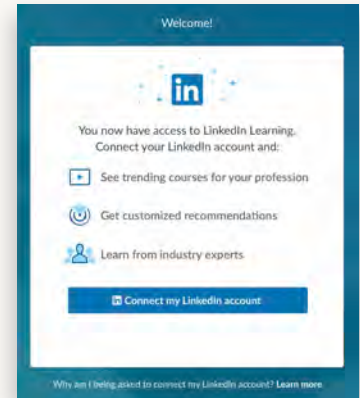 Welcome!
in
You now have access to LinkedIn Learning.
Connect your LinkedIn account and:
See trending courses for your profession
Get customized recommendations
Learn from industry experts
in Connect my LinkedIn account
Why am I being asked to connect my LinkedIn account? Learn more